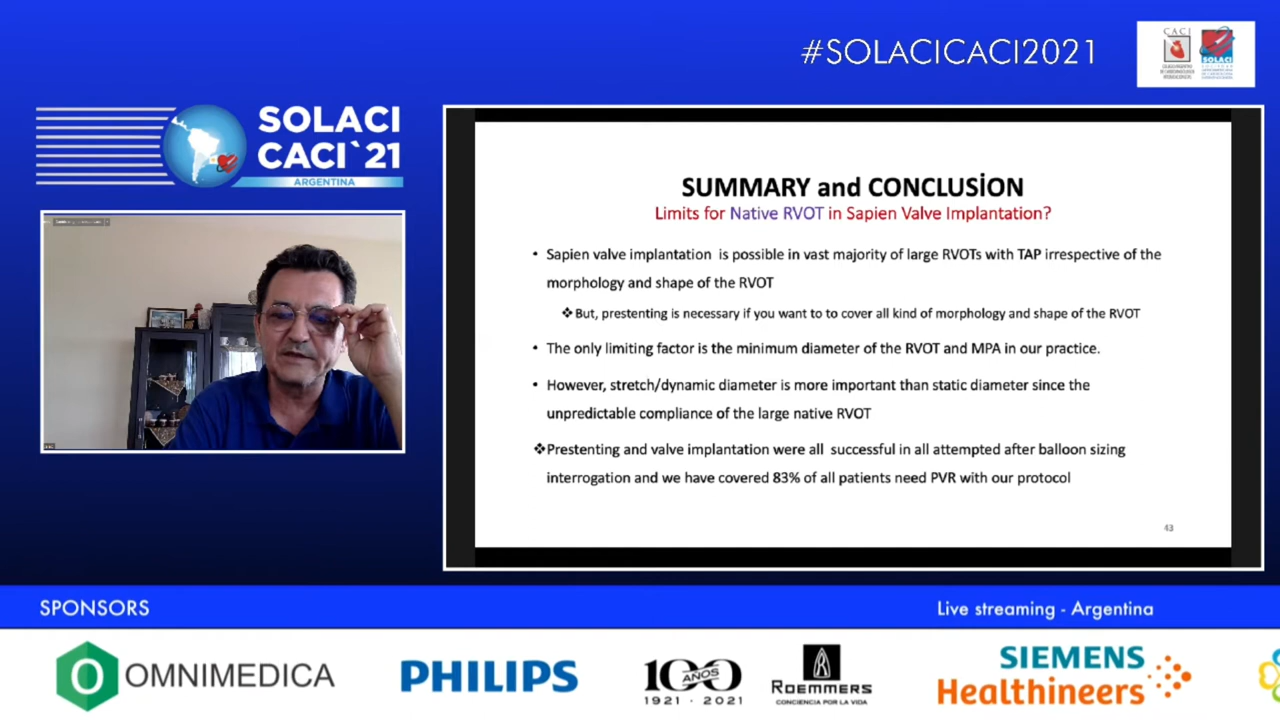 #SOLACICACI2021
CACI
SOLACI
SOLACI
CACI`21
ARGENTINA
SUMMARY and CONCLUSİON
Limits for Native RVOT in Sapien Valve Implantation?
• Sapien valve implantation is possible in vast majority of large RVOTs with TAP irrespective of the
morphology and shape of the RVOT
❖But, prestenting is necessary if you want to to cover all kind of morphology and shape of the RVOT
• The only limiting factor is the minimum diameter of the RVOT and MPA in our practice.
• However, stretch/dynamic diameter is more important than static diameter since the
unpredictable compliance of the large native RVOT
❖Prestenting and valve implantation were all successful in all attempted after balloon sizing
interrogation and we have covered 83% of all patients need PVR with our protocol
43
SPONSORS
Live streaming - Argentina
OMNIMEDICA
PHILIPS
100
AÑOS
1921 · 2021
ROEMMERS
CONCIENCIA POR LA VIDA
SIEMENS
Healthineers